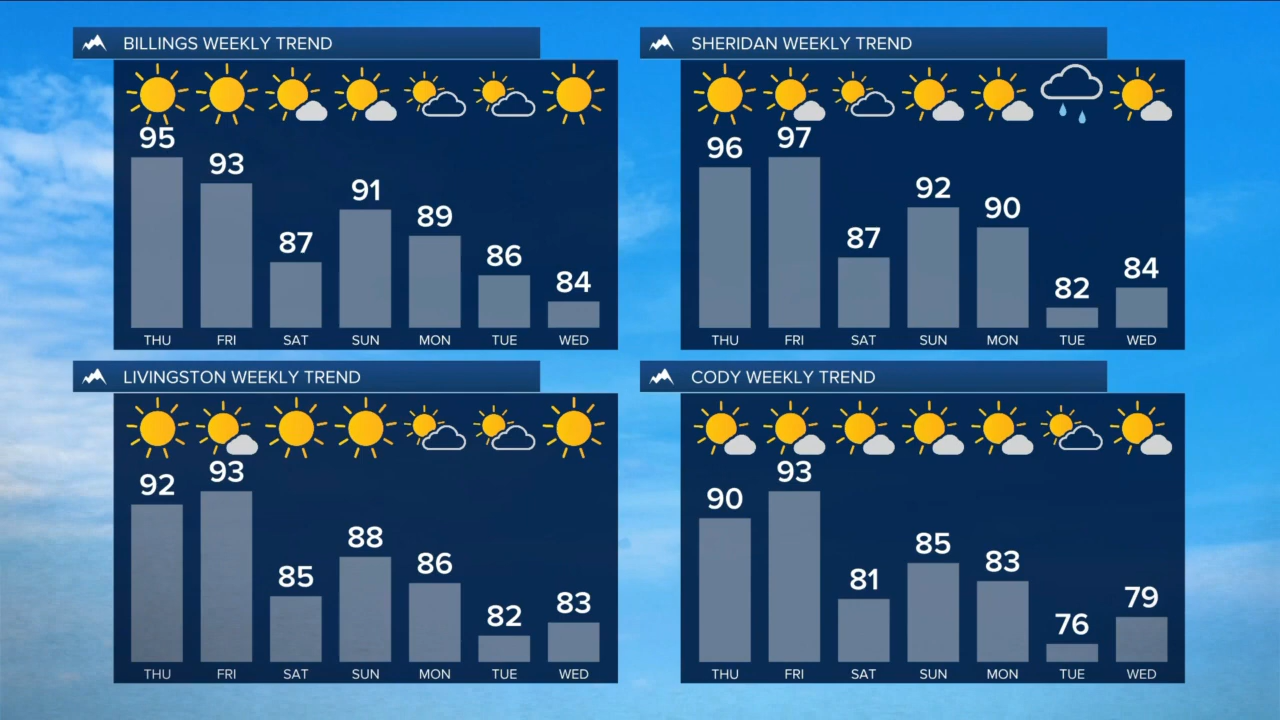 BILLINGS WEEKLY TREND
95 93 87 91 89 86 84
THU FRI SAT SUN MON TUE WED
SHERIDAN WEEKLY TREND
96 97 87 92 90 82 84
THU FRI SAT SUN MON TUE WED
LIVINGSTON WEEKLY TREND
92 93 85 88 86 82 83
THU FRI SAT SUN MON TUE WED
CODY WEEKLY TREND
90 93 81 85 83 76 79
THU FRI SAT SUN MON TUE WED